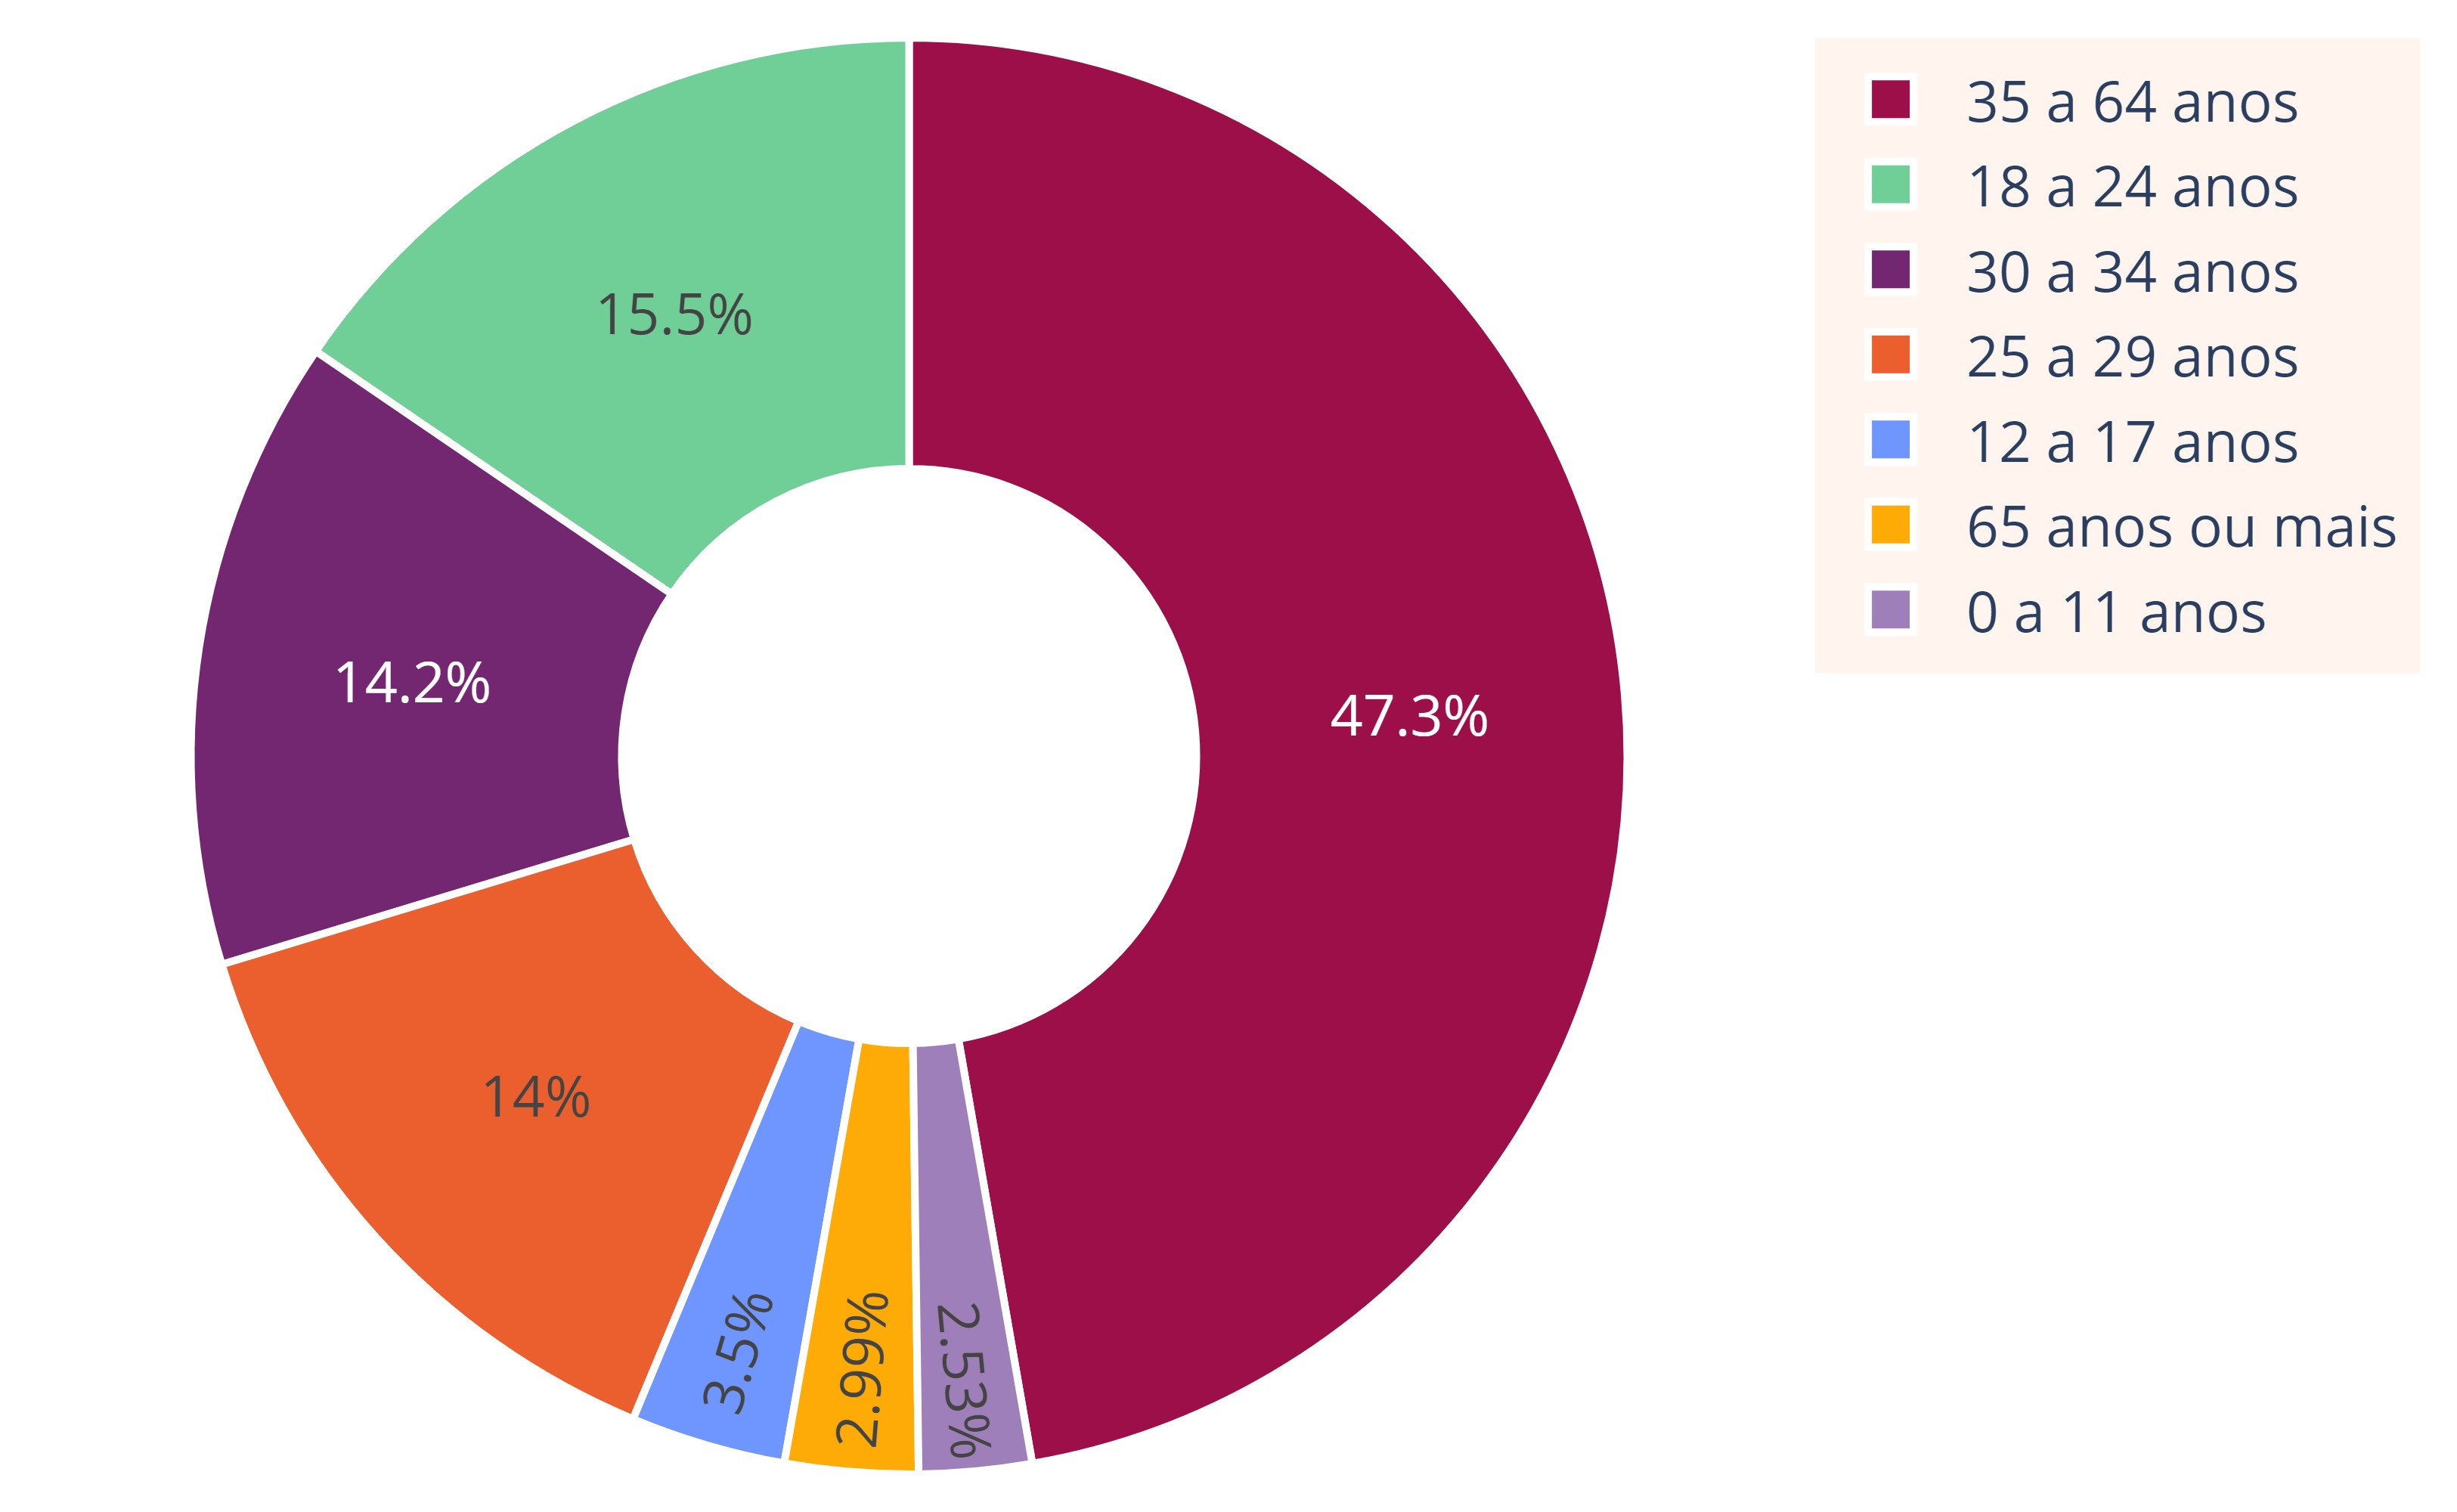 15.5%
14.2%
47.3%
14%
3.5%
2.99%
2.53%
35 a 64 anos
18 a 24 anos
30 a 34 anos
25 a 29 anos
12 a 17 anos
65 anos ou mais
0 a 11 anos